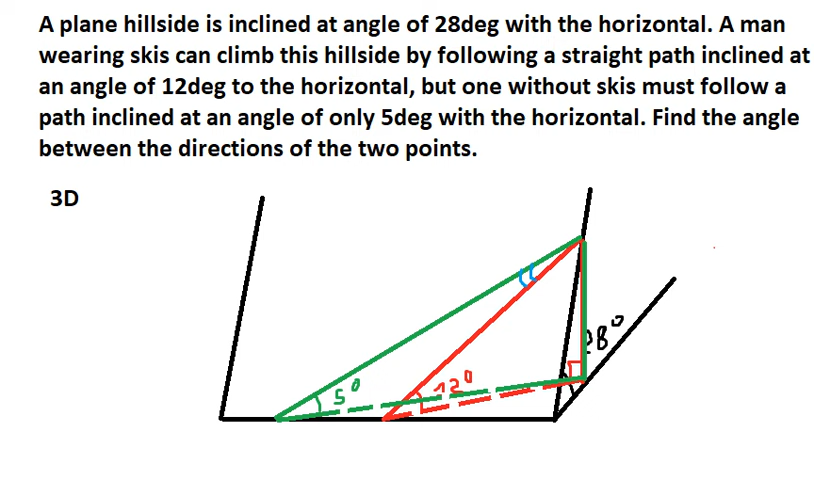 A plane hillside is inclined at angle of 28deg with the horizontal. A man
wearing skis can climb this hillside by following a straight path inclined at
an angle of 12deg to the horizontal, but one without skis must follow a
path inclined at an angle of only 5deg with the horizontal. Find the angle
between the directions of the two points.
3D
28°
5°
12°